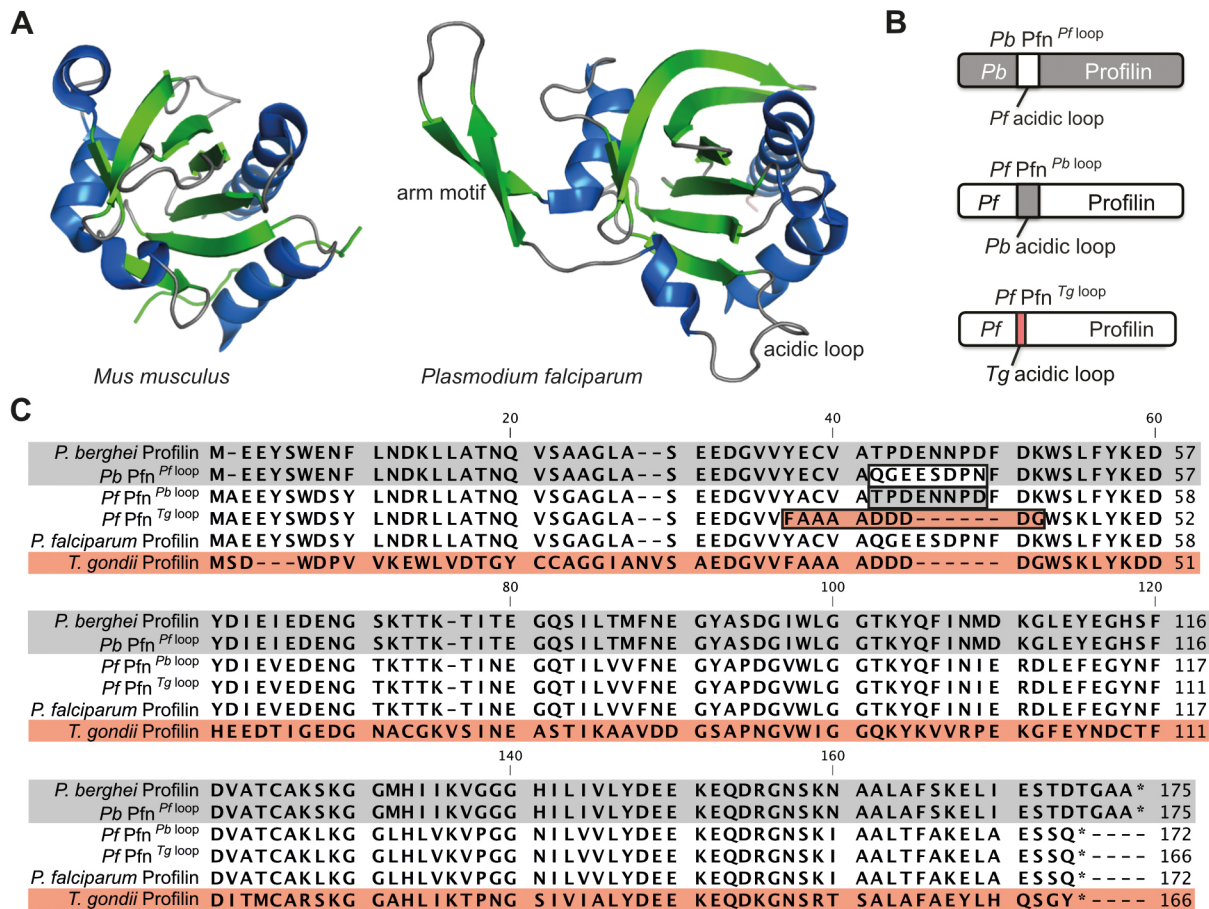 A
B
arm motif
acidic loop
Mus musculus
Plasmodium falciparum
Pb Pfn Pf loop
Pb Profilin
Pf acidic loop
Pf Pfn Pb loop
Pf Profilin
Pb acidic loop
Pf Pfn Tg loop
Pf Profilin
Tg acidic loop
C
20 40 60
P. berghei Profilin M-EEYSWENF LNDKLLATNQ VSAAGLA--S EEDGVVYECV ATPDENNPDF DKWSLFYKED 57
Pb Pfn Pf loop M-EEYSWENF LNDKLLATNQ VSAAGLA--S EEDGVVYECV AQGEESDPNF DKWSLFYKED 57
Pf Pfn Pb loop MAEEYSWDSY LNDRLLATNQ VSGAGLA--S EEDGVVYACV ATPDENNPDF DKWSLFYKED 58
Pf Pfn Tg loop MAEEYSWDSY LNDRLLATNQ VSGAGLA--S EEDGVVFAAA ADDD------ DGWSKLYKED 52
P. falciparum Profilin MAEEYSWDSY LNDRLLATNQ VSGAGLA--S EEDGVVYACV AQGEESDPNF DKWSLFYKED 58
T. gondii Profilin MSD---WDPV VKEWLVDTGY CCAGGIANVS AEDGVVFAAA ADDD------ DGWSKLYKDD 51
80 100 120
P. berghei Profilin YDIEIEDENG SKTTK-TITE GQSILTMFNE GYASDGIWLG GTKYQFINMD KGLEYEGHSF 116
Pb Pfn Pf loop YDIEIEDENG SKTTK-TITE GQSILTMFNE GYASDGIWLG GTKYQFINMD KGLEYEGHSF 116
Pf Pfn Pb loop YDIEVEDENG TKTTK-TINE GQTILVVFNE GYAPDGVWLG GTKYQFINIE RDLEFEGYNF 117
Pf Pfn Tg loop YDIEVEDENG TKTTK-TINE GQTILVVFNE GYAPDGVWLG GTKYQFINIE RDLEFEGYNF 111
P. falciparum Profilin YDIEVEDENG TKTTK-TINE GQTILVVFNE GYAPDGVWLG GTKYQFINIE RDLEFEGYNF 117
T. gondii Profilin HEEDTIGEDG NACGKVSINE ASTIKAAVDD GSAPNGVWIG GQKYKVVRPE KGFEYNDCTF 111
140 160
P. berghei Profilin DVATCAKSKG GMHIIKVGGG HILIVLYDEE KEQDRGNSKN AALAFSKELI ESTDTGAA* 175
Pb Pfn Pf loop DVATCAKSKG GMHIIKVGGG HILIVLYDEE KEQDRGNSKN AALAFSKELI ESTDTGAA* 175
Pf Pfn Pb loop DVATCAKLKG GLHLVKVPGG NILVVLYDEE KEQDRGNSKI AALTFAKELA ESSQ*---- 172
Pf Pfn Tg loop DVATCAKLKG GLHLVKVPGG NILVVLYDEE KEQDRGNSKI AALTFAKELA ESSQ*---- 166
P. falciparum Profilin DVATCAKLKG GLHLVKVPGG NILVVLYDEE KEQDRGNSKI AALTFAKELA ESSQ*---- 172
T. gondii Profilin DITMCARSKG GAHLIKTPNG SIVIALYDEE KEQDKGNSRT SALAFAEYLH QSGY*---- 166